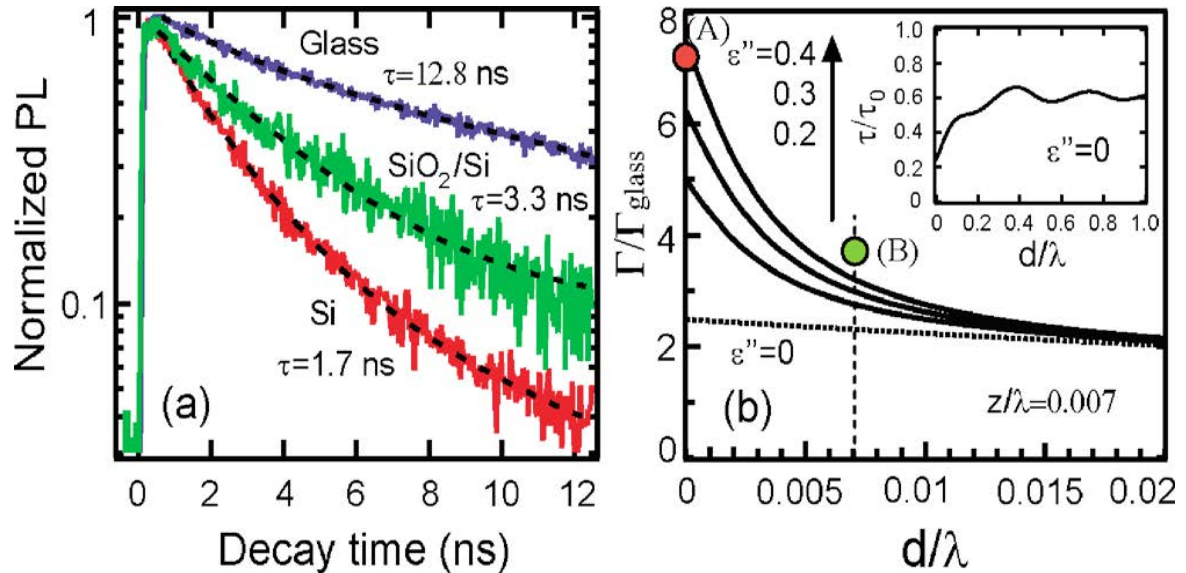 Normalized PL
1
0.1
Glass
τ=12.8 ns
SiO₂/Si
τ=3.3 ns
Si
τ=1.7 ns
(a)
0 2 4 6 8 10 12
Decay time (ns)
Γ/Γglass
8
6
4
2
0
(A)
ε"=0.4
0.3
0.2
(B)
ε"=0
(b)
z/λ=0.007
0 0.005 0.01 0.015 0.02
d/λ
τ/τ₀
1.0
0.8
0.6
0.4
0.2
0
ε"=0
0 0.2 0.4 0.6 0.8 1.0
d/λ